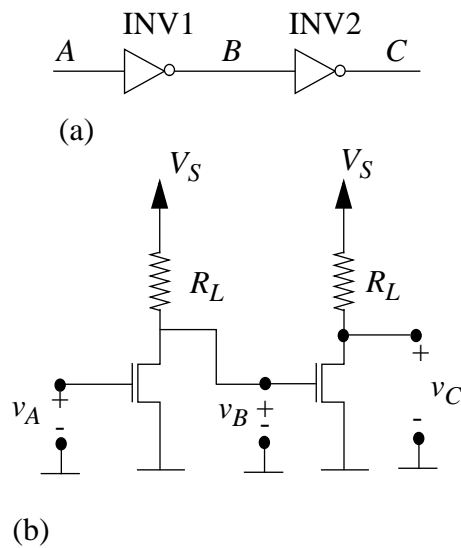 INV1 INV2
A B C
(a)
V_S V_S
R_L R_L
v_A + - v_B + - + v_C -
(b)